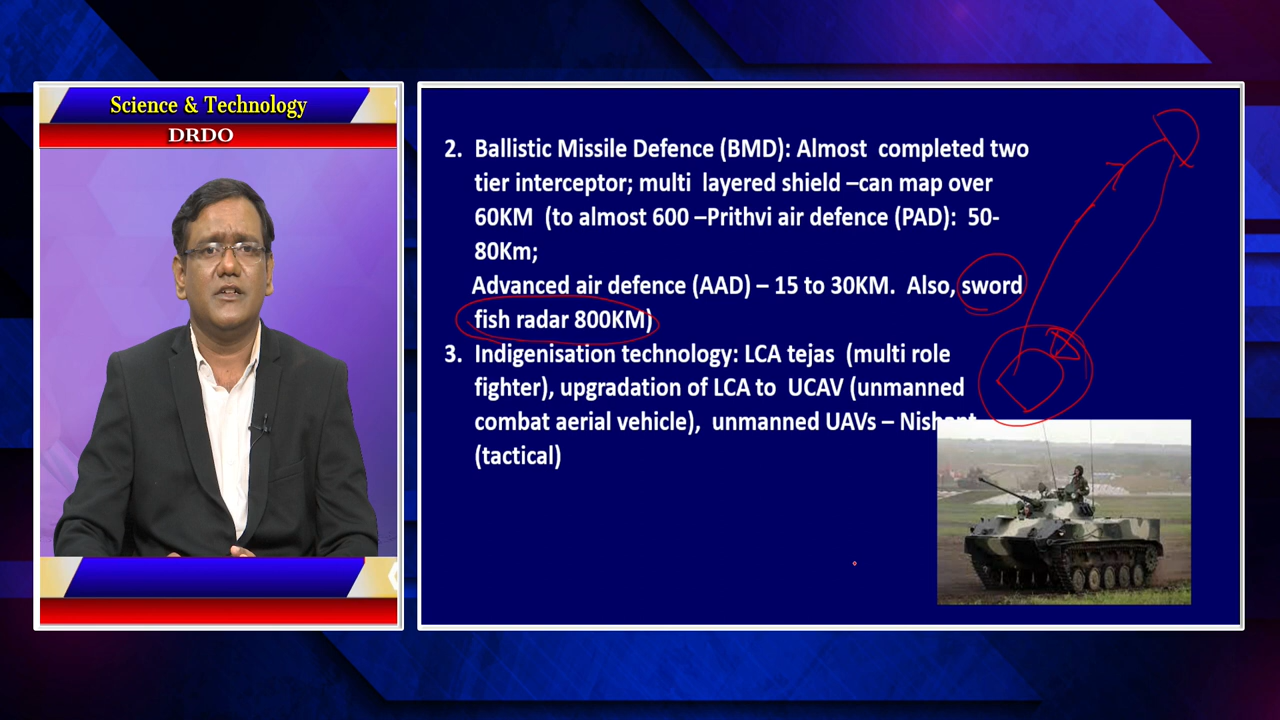 Science & Technology
DRDO
2. Ballistic Missile Defence (BMD): Almost completed two
tier interceptor; multi layered shield –can map over
60KM (to almost 600 –Prithvi air defence (PAD): 50-
80Km;
Advanced air defence (AAD) – 15 to 30KM. Also, sword
fish radar 800KM)
3. Indigenisation technology: LCA tejas (multi role
fighter), upgradation of LCA to UCAV (unmanned
combat aerial vehicle), unmanned UAVs – Nishant
(tactical)